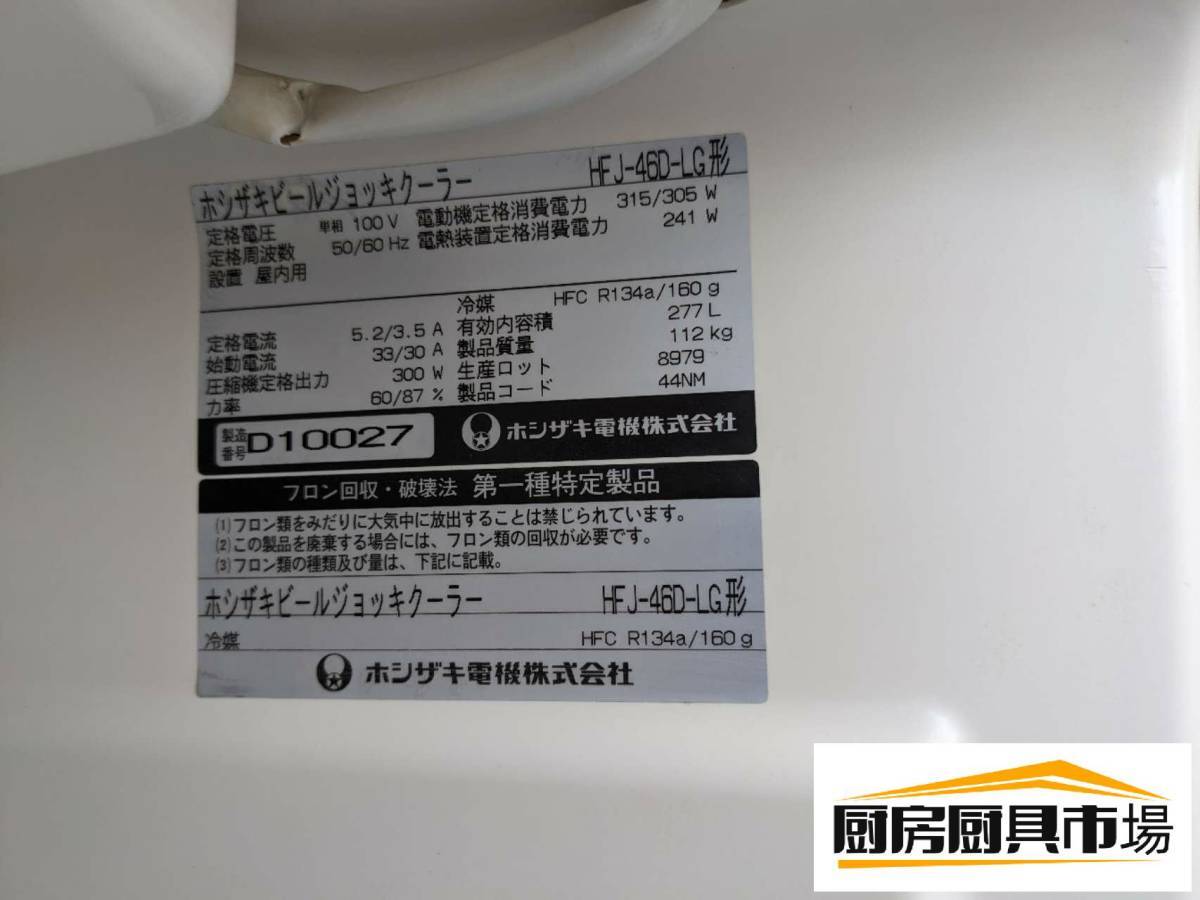 ホシザキビールジョッキクーラー HFJ-46D-LG形
定格電圧 単相 100 V 電動機定格消費電力 315/305 W
定格周波数 50/60 Hz 電熱装置定格消費電力 241 W
設置 屋内用
冷媒 HFC R134a/160 g
定格電流 5.2/3.5 A 有効内容積 277 L
始動電流 33/30 A 製品質量 112 kg
圧縮機定格出力 300 W 生産ロット 8979
力率 60/87 % 製品コード 44NM
製造番号 D10027 ホシザキ電機株式会社
フロン回収・破壊法 第一種特定製品
(1)フロン類をみだりに大気中に放出することは禁じられています。
(2)この製品を廃棄する場合には、フロン類の回収が必要です。
(3)フロン類の種類及び量は、下記に記載。
ホシザキビールジョッキクーラー HFJ-46D-LG形
冷媒 HFC R134a/160 g
ホシザキ電機株式会社
厨房厨具市場